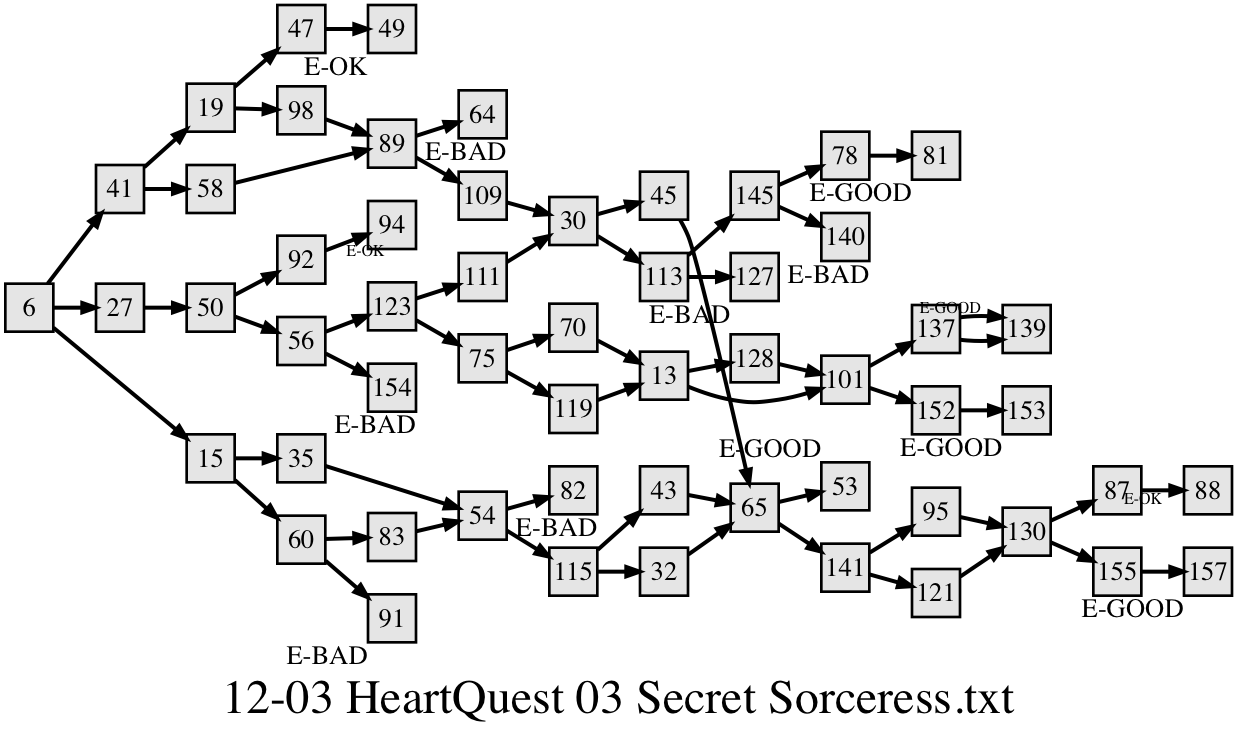 47 49
E-OK
19 98 64
89
E-BAD
78 81
41 58 109 45 145
E-GOOD
94 30
E-OK
140
92 111 113 127
E-BAD
6 27 50 123
E-BAD
E-GOOD
137 139
56 70
75 13 128
101
154 119 152 153
E-BAD
E-GOOD
E-GOOD
15 35 82 43 53 87 88
E-OK
54 65 95
E-BAD
60 83 130
115 32 141 155 157
121
E-GOOD
91
E-BAD
12-03 HeartQuest 03 Secret Sorceress.txt